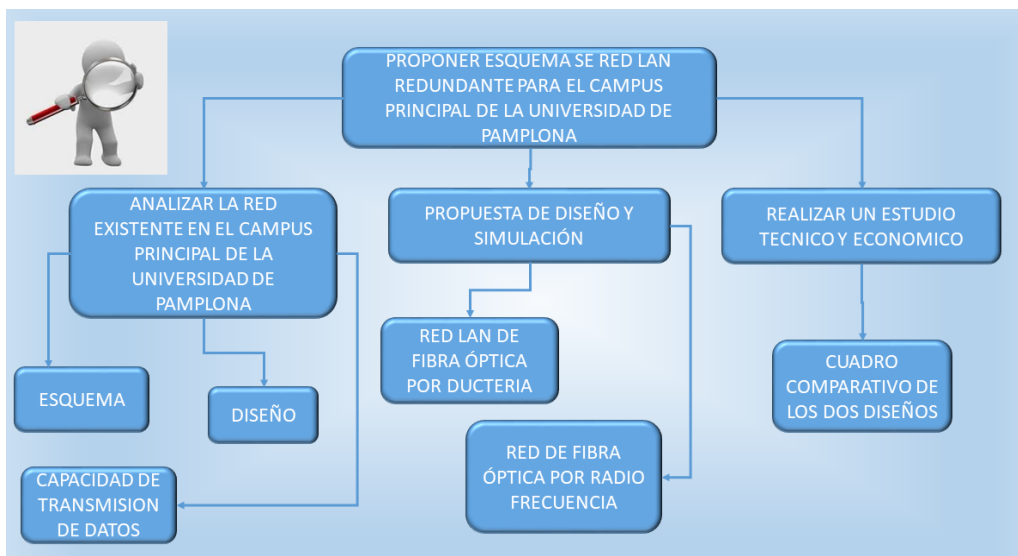 PROPONER ESQUEMA SE RED LAN
REDUNDANTE PARA EL CAMPUS
PRINCIPAL DE LA UNIVERSIDAD DE
PAMPLONA
ANALIZAR LA RED
EXISTENTE EN EL CAMPUS
PRINCIPAL DE LA
UNIVERSIDAD DE
PAMPLONA
PROPUESTA DE DISEÑO Y
SIMULACIÓN
REALIZAR UN ESTUDIO
TECNICO Y ECONOMICO
ESQUEMA
DISEÑO
CAPACIDAD DE
TRANSMISION
DE DATOS
RED LAN DE
FIBRA ÓPTICA
POR DUCTERIA
RED DE FIBRA
ÓPTICA POR RADIO
FRECUENCIA
CUADRO
COMPARATIVO DE
LOS DOS DISEÑOS